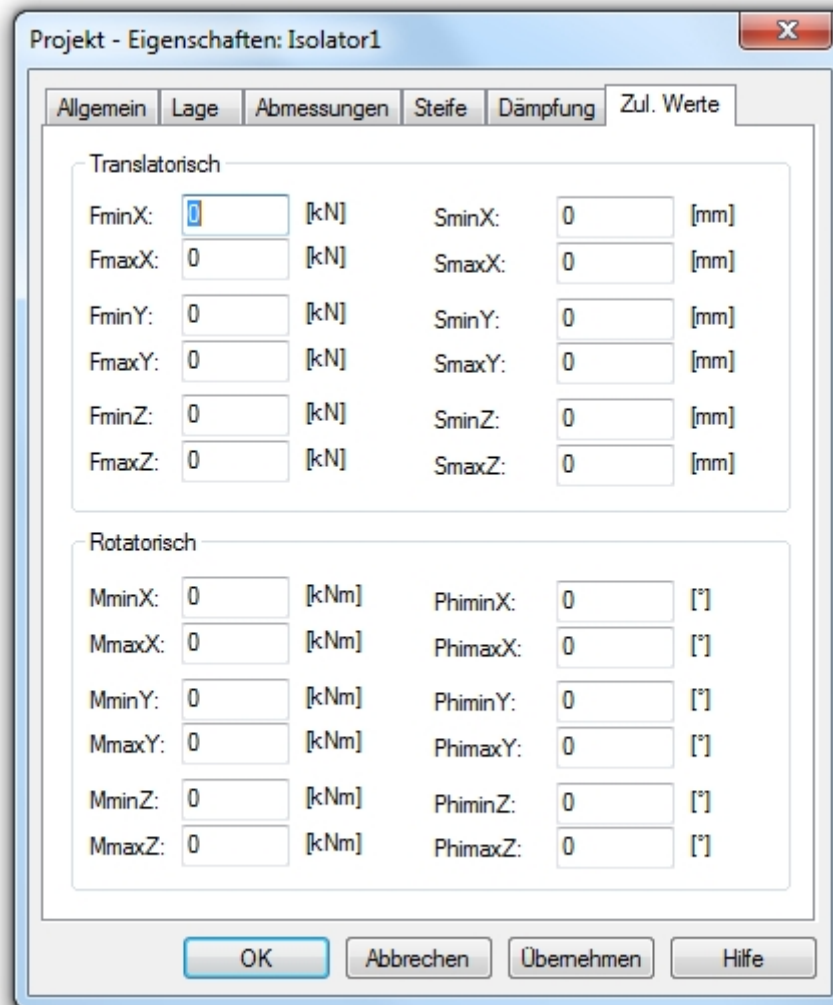 Projekt - Eigenschaften: Isolator1
Allgemein Lage Abmessungen Steife Dämpfung Zul. Werte
Translatorisch
FminX: 0 [kN] SminX: 0 [mm]
FmaxX: 0 [kN] SmaxX: 0 [mm]
FminY: 0 [kN] SminY: 0 [mm]
FmaxY: 0 [kN] SmaxY: 0 [mm]
FminZ: 0 [kN] SminZ: 0 [mm]
FmaxZ: 0 [kN] SmaxZ: 0 [mm]
Rotatorisch
MminX: 0 [kNm] PhiminX: 0 [°]
MmaxX: 0 [kNm] PhimaxX: 0 [°]
MminY: 0 [kNm] PhiminY: 0 [°]
MmaxY: 0 [kNm] PhimaxY: 0 [°]
MminZ: 0 [kNm] PhiminZ: 0 [°]
MmaxZ: 0 [kNm] PhimaxZ: 0 [°]
OK Abbrechen Übernehmen Hilfe